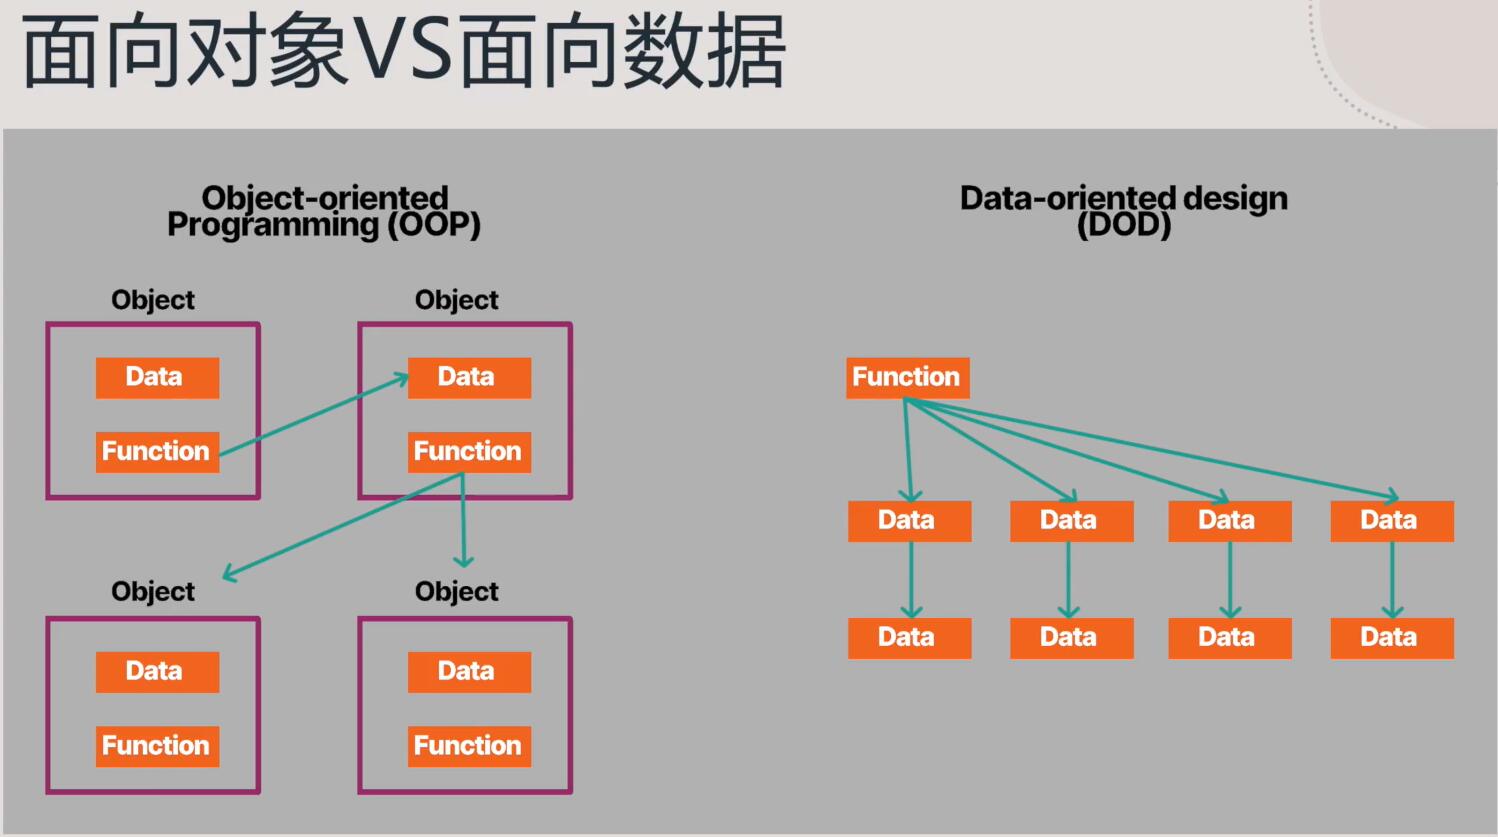 面向对象VS面向数据
Object-oriented
Programming (OOP)
Object
Object
Data
Data
Function
Function
Object
Object
Data
Data
Function
Function
Data-oriented design
(DOD)
Function
Data
Data
Data
Data
Data
Data
Data
Data